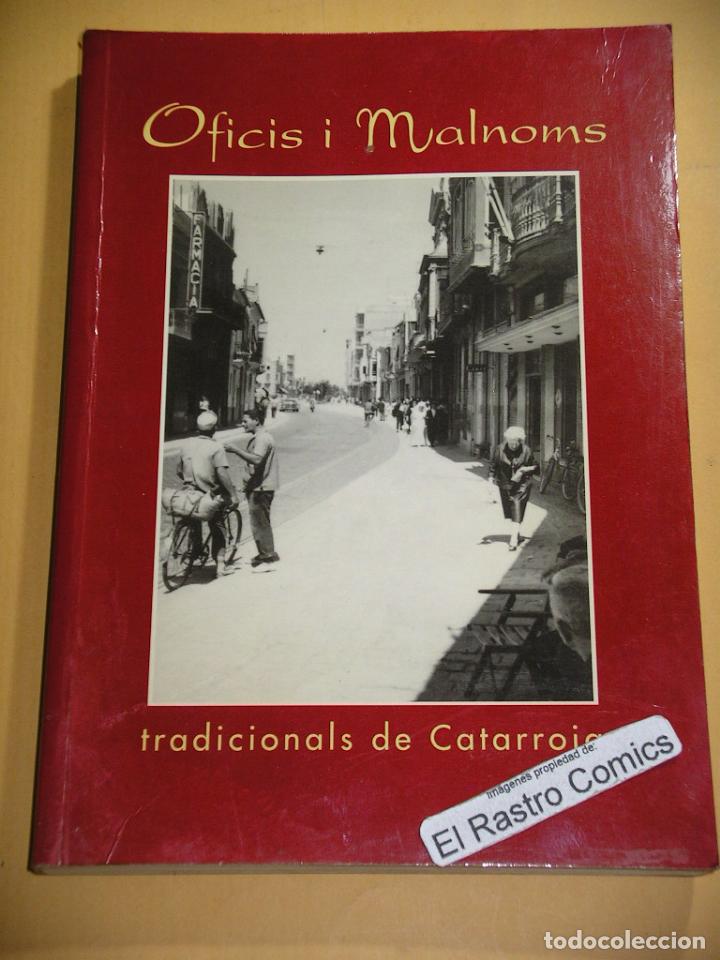 Oficis i Malnoms
FARMACIA
tradicionals de Catarroja
Imágenes propiedad de:
El Rastro Comics
todocoleccion